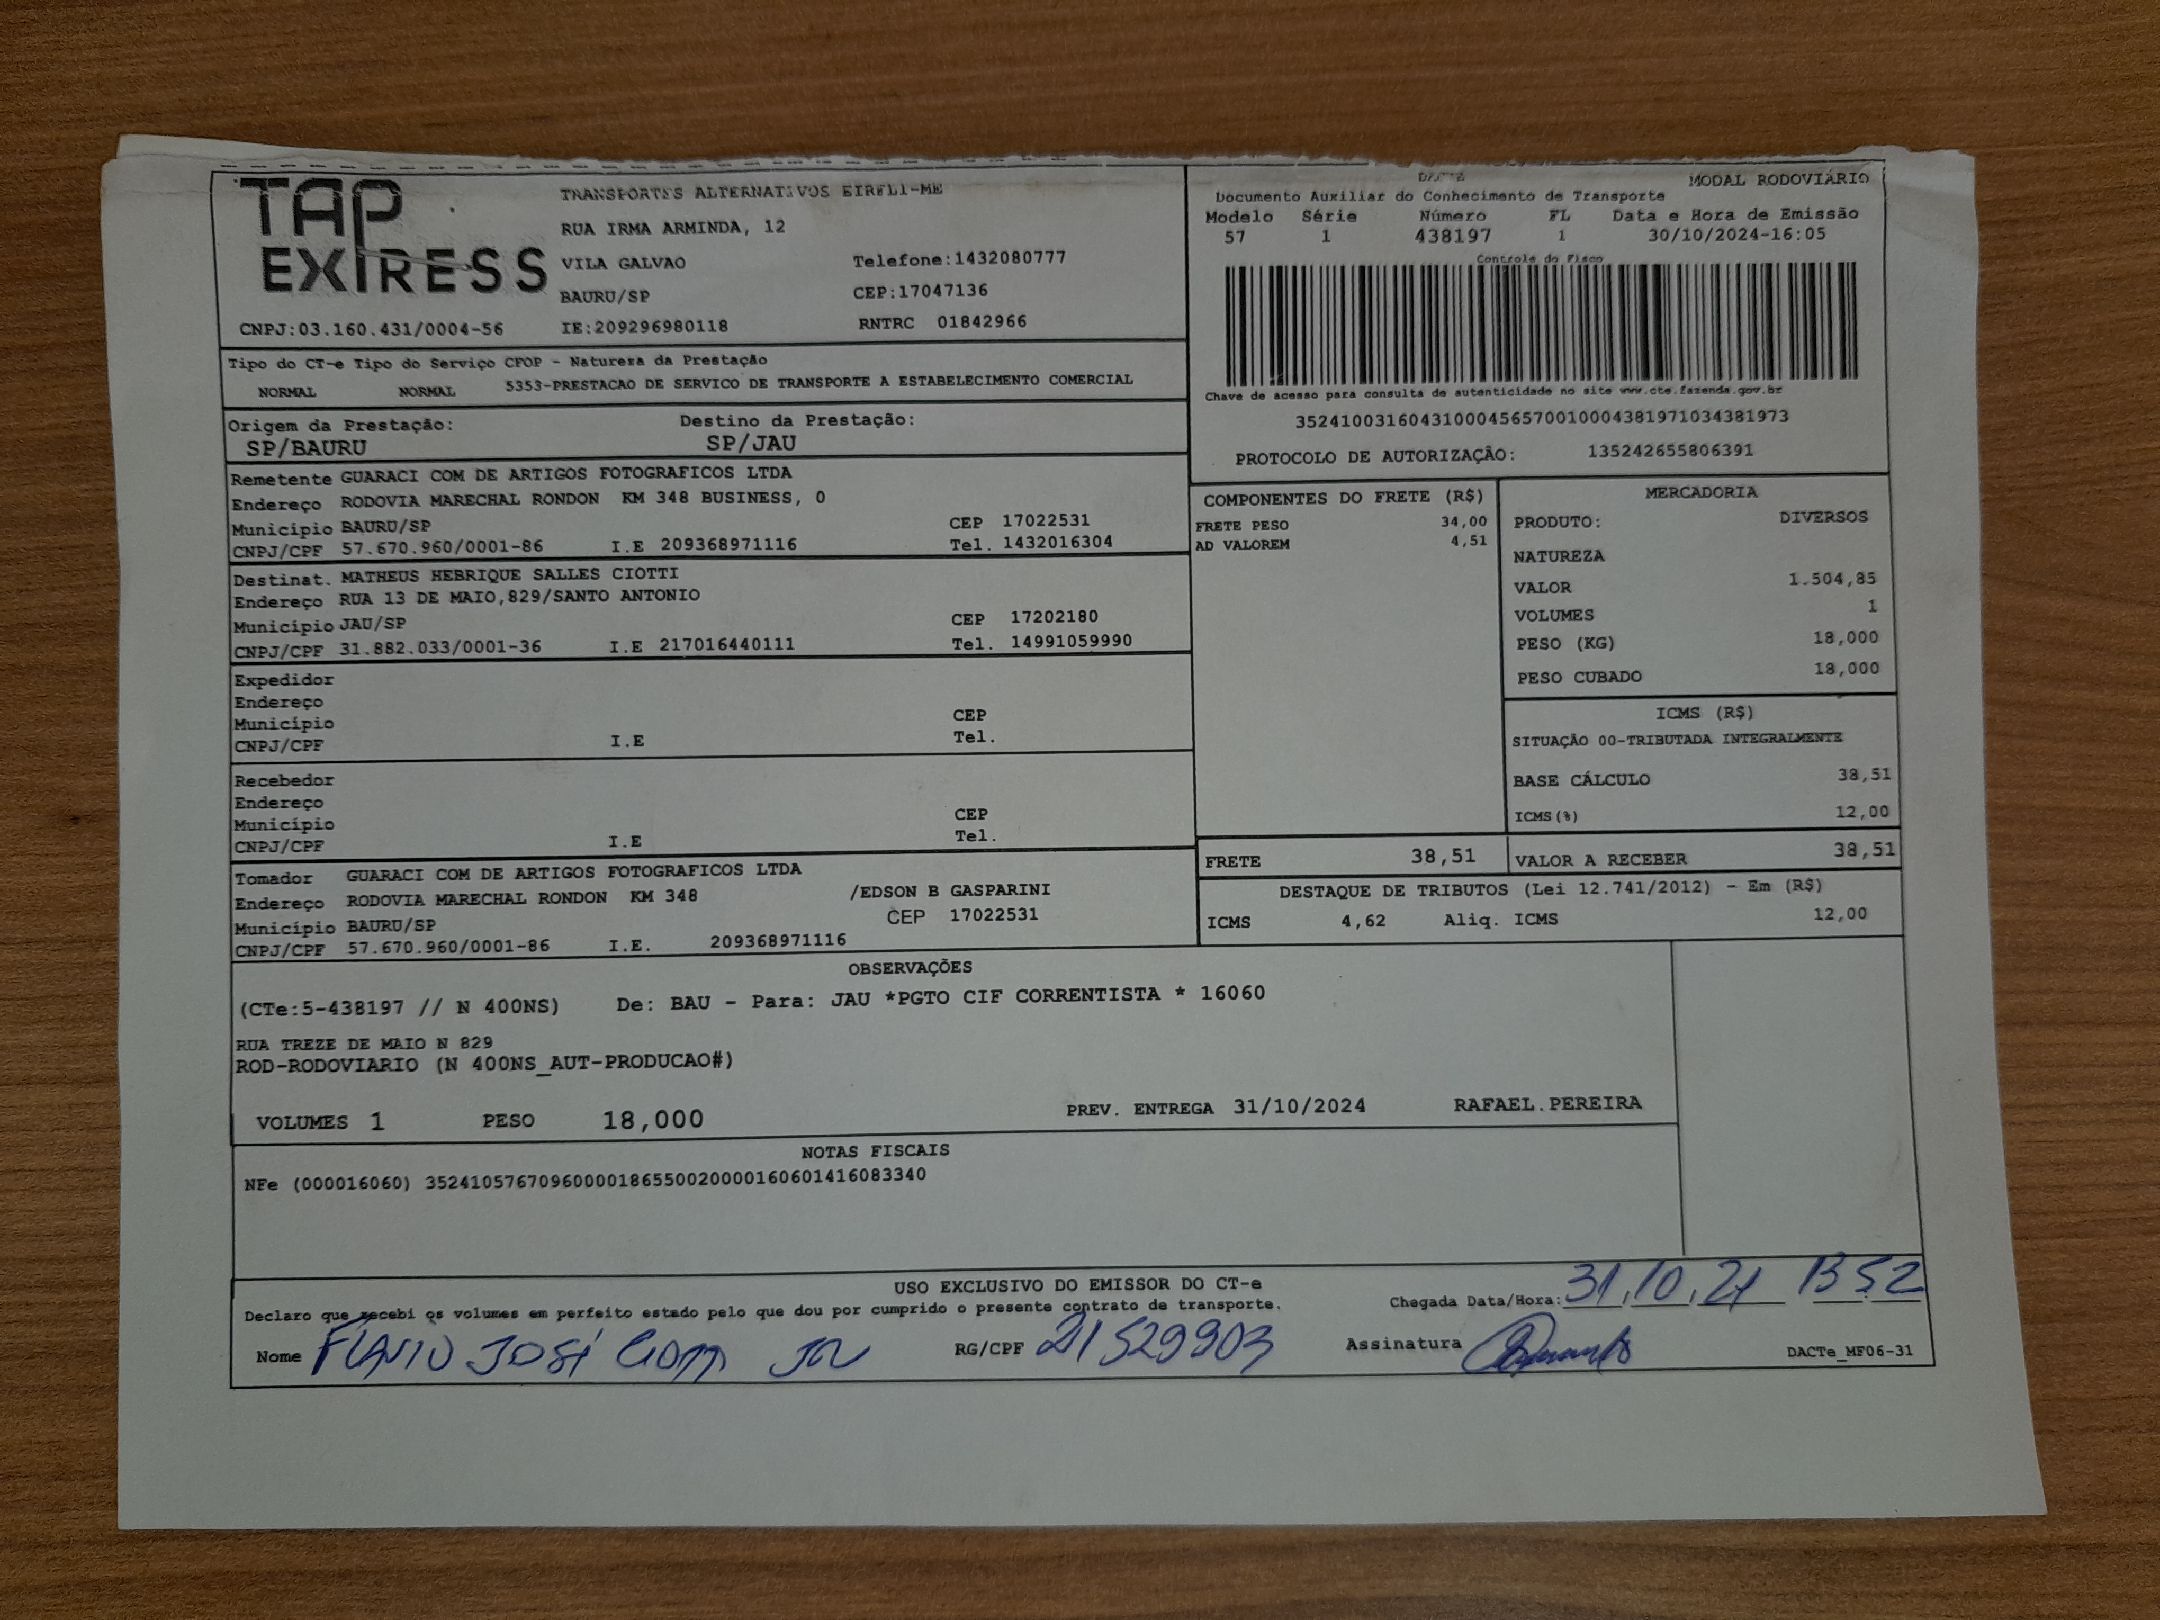 TAP
EXPRESS
TRANSPORTES ALTERNATIVOS EIRELI-ME
RUA IRMA ARMINDA, 12
VILA GALVAO Telefone:1432080777
BAURU/SP CEP:17047136
CNPJ:03.160.431/0004-56 IE:209296980118 RNTRC 01842966
DACTE MODAL RODOVIÁRIO
Documento Auxiliar do Conhecimento de Transporte
Modelo Série Número FL Data e Hora de Emissão
57 1 438197 1 30/10/2024-16:05
Controle do Fisco
Chave de acesso para consulta de autenticidade no site www.cte.fazenda.gov.br
35241003160431000456570010004381971034381973
PROTOCOLO DE AUTORIZAÇÃO: 135242655806391
Tipo do CT-e Tipo do Serviço CFOP - Natureza da Prestação
NORMAL NORMAL 5353-PRESTACAO DE SERVICO DE TRANSPORTE A ESTABELECIMENTO COMERCIAL
Origem da Prestação: Destino da Prestação:
SP/BAURU SP/JAU
Remetente GUARACI COM DE ARTIGOS FOTOGRAFICOS LTDA
Endereço RODOVIA MARECHAL RONDON KM 348 BUSINESS, 0
Município BAURU/SP CEP 17022531
CNPJ/CPF 57.670.960/0001-86 I.E 209368971116 Tel. 1432016304
Destinat. MATHEUS HEBRIQUE SALLES CIOTTI
Endereço RUA 13 DE MAIO,829/SANTO ANTONIO
Município JAU/SP CEP 17202180
CNPJ/CPF 31.882.033/0001-36 I.E 217016440111 Tel. 14991059990
Expedidor
Endereço
Município CEP
CNPJ/CPF I.E Tel.
Recebedor
Endereço
Município CEP
CNPJ/CPF I.E Tel.
Tomador GUARACI COM DE ARTIGOS FOTOGRAFICOS LTDA
Endereço RODOVIA MARECHAL RONDON KM 348 /EDSON B GASPARINI
Município BAURU/SP CEP 17022531
CNPJ/CPF 57.670.960/0001-86 I.E. 209368971116
COMPONENTES DO FRETE (R$)
FRETE PESO 34,00
AD VALOREM 4,51
MERCADORIA
PRODUTO: DIVERSOS
NATUREZA
VALOR 1.504,85
VOLUMES 1
PESO (KG) 18,000
PESO CUBADO 18,000
ICMS (R$)
SITUAÇÃO 00-TRIBUTADA INTEGRALMENTE
BASE CÁLCULO 38,51
ICMS(%) 12,00
FRETE 38,51 VALOR A RECEBER 38,51
DESTAQUE DE TRIBUTOS (Lei 12.741/2012) - Em (R$)
ICMS 4,62 Aliq. ICMS 12,00
OBSERVAÇÕES
(CTe:5-438197 // N 400NS) De: BAU - Para: JAU *PGTO CIF CORRENTISTA * 16060
RUA TREZE DE MAIO N 829
ROD-RODOVIARIO (N 400NS_AUT-PRODUCAO#)
VOLUMES 1 PESO 18,000 PREV. ENTREGA 31/10/2024 RAFAEL.PEREIRA
NOTAS FISCAIS
NFe (000016060) 35241057670960000186550020000160601416083340
USO EXCLUSIVO DO EMISSOR DO CT-e
Declaro que recebi os volumes em perfeito estado pelo que dou por cumprido o presente contrato de transporte.
Chegada Data/Hora: 31,10,24 13 52
Nome FLAVIO JOSÉ JR RG/CPF 21529903 Assinatura
DACTe_MF06-31